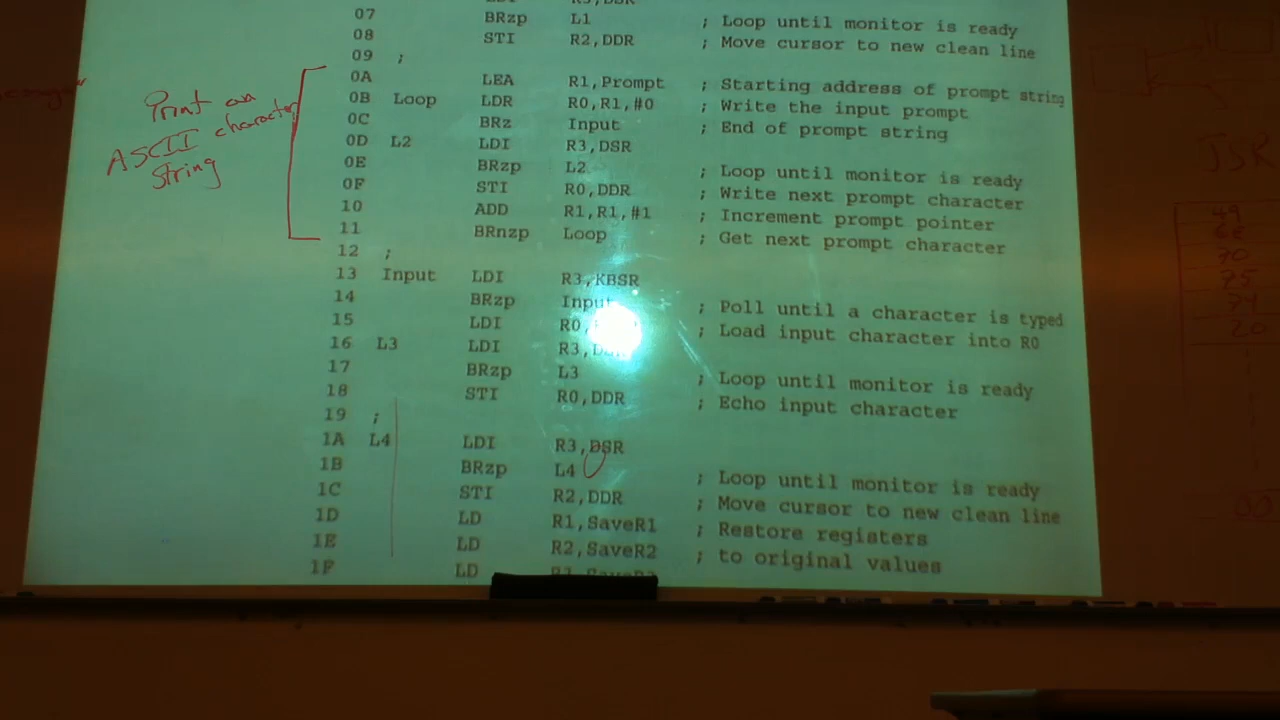 R3,DSR
07 BRzp L1 ; Loop until monitor is ready
08 STI R2,DDR ; Move cursor to new clean line
09 ;
0A LEA R1,Prompt ; Starting address of prompt string
0B Loop LDR R0,R1,#0 ; Write the input prompt
0C BRz Input ; End of prompt string
0D L2 LDI R3,DSR
0E BRzp L2 ; Loop until monitor is ready
0F STI R0,DDR ; Write next prompt character
10 ADD R1,R1,#1 ; Increment prompt pointer
11 BRnzp Loop ; Get next prompt character
12 ;
13 Input LDI R3,KBSR
14 BRzp Input ; Poll until a character is typed
15 LDI R0, ; Load input character into R0
16 L3 LDI R3,DSR
17 BRzp L3 ; Loop until monitor is ready
18 STI R0,DDR ; Echo input character
19 ;
1A L4 LDI R3,DSR
1B BRzp L4 ; Loop until monitor is ready
1C STI R2,DDR ; Move cursor to new clean line
1D LD R1,SaveR1 ; Restore registers
1E LD R2,SaveR2 ; to original values
1F LD
Print an
ASCII character
String
JSR